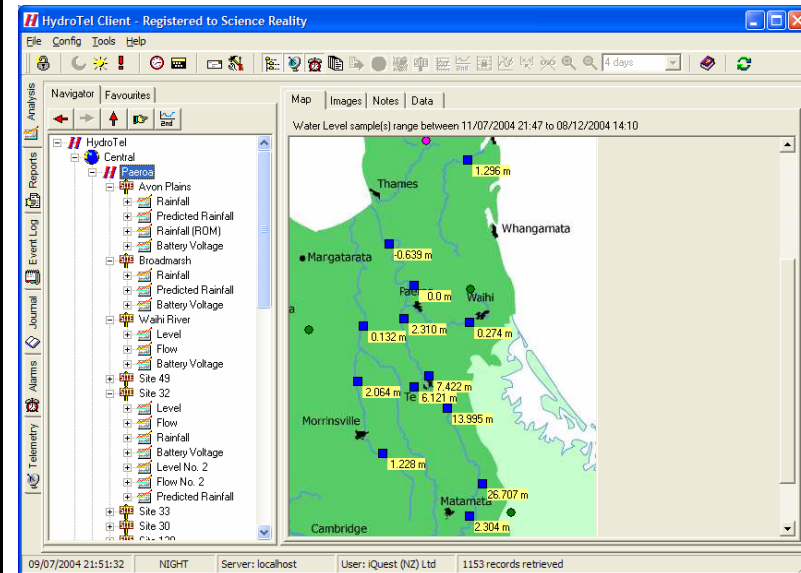 HydroTel Client - Registered to Science Reality
File Config Tools Help
4 days
Analysis
Reports
Event Log
Journal
Alarms
Telemetry
Navigator Favourites
2nd
HydroTel
Central
Paeroa
Avon Plains
Rainfall
Predicted Rainfall
Rainfall (ROM)
Battery Voltage
Broadmarsh
Rainfall
Predicted Rainfall
Battery Voltage
Waihi River
Level
Flow
Battery Voltage
Site 49
Site 32
Level
Flow
Rainfall
Battery Voltage
Level No. 2
Flow No. 2
Predicted Rainfall
Site 33
Site 30
Map Images Notes Data
Water Level sample(s) range between 11/07/2004 21:47 to 08/12/2004 14:10
1.296 m
Thames
Whangamata
-0.639 m
Margatarata
0.0 m
Waihi
2.310 m
0.274 m
0.132 m
7.422 m
2.064 m
Te
6.121 m
13.995 m
Morrinsville
1.228 m
26.707 m
Matamata
2.304 m
Cambridge
09/07/2004 21:51:32 NIGHT Server: localhost User: iQuest (NZ) Ltd 1153 records retrieved